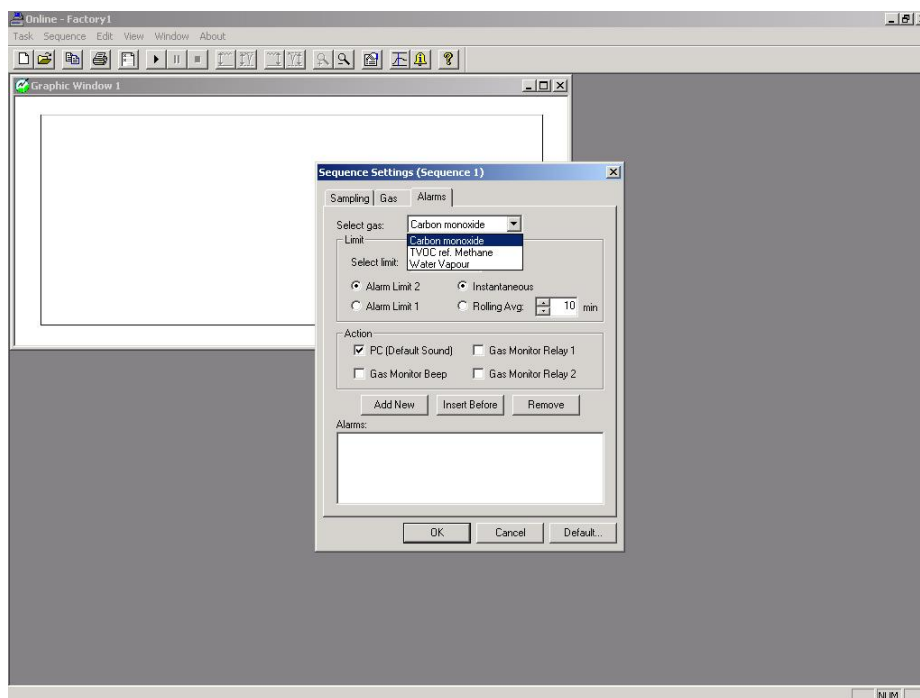 Online - Factory1
Task Sequence Edit View Window About
Graphic Window 1
Sequence Settings (Sequence 1)
Sampling Gas Alarms
Select gas: Carbon monoxide
Limit Carbon monoxide
TVOC ref. Methane
Select limit: Water Vapour
Alarm Limit 2 Instantaneous
Alarm Limit 1 Rolling Avg: 10 min
Action
PC (Default Sound) Gas Monitor Relay 1
Gas Monitor Beep Gas Monitor Relay 2
Add New Insert Before Remove
Alarms:
OK Cancel Default...
NUM